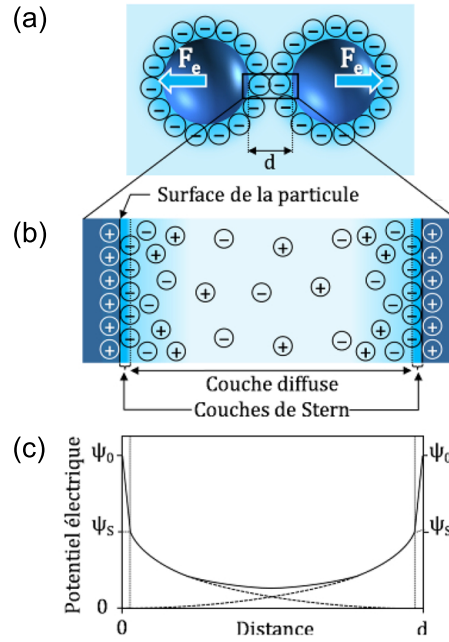 (a)
Fe
Fe
d
Surface de la particule
(b)
Couche diffuse
Couches de Stern
(c)
Potentiel électrique
ψ0
ψS
0
ψ0
ψS
0
Distance
d